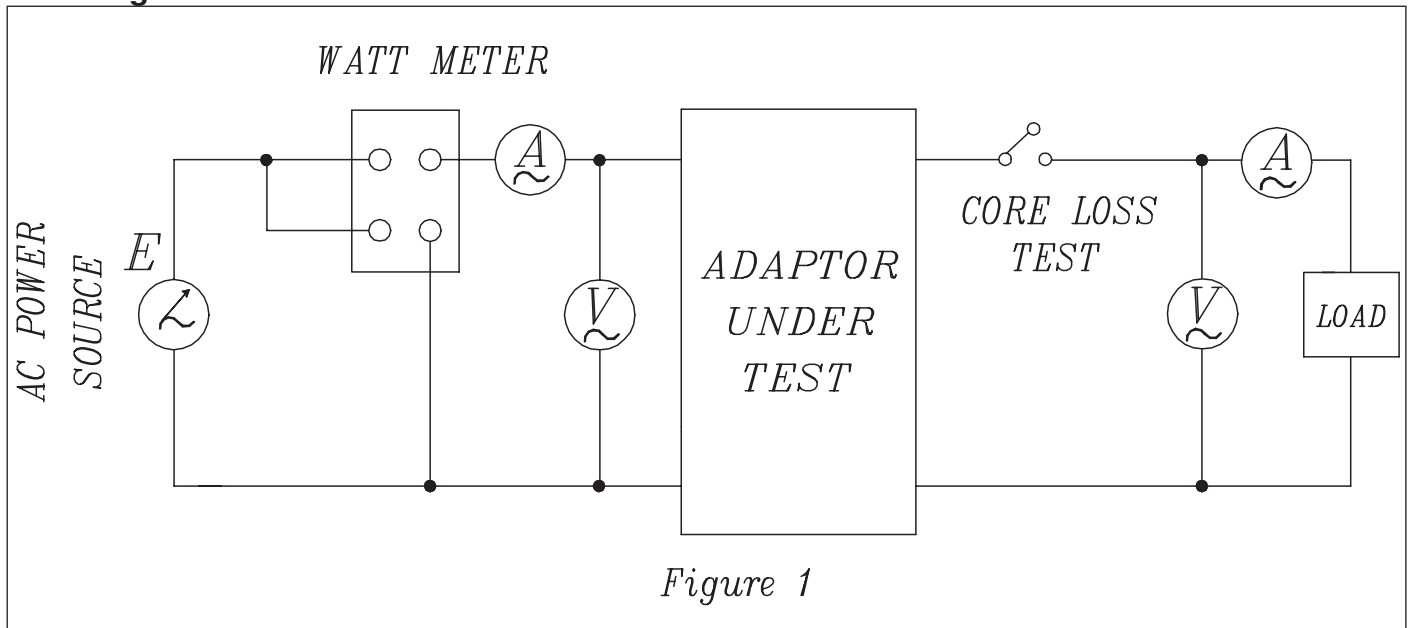 WATT METER
AC POWER
SOURCE
E
A
V
ADAPTOR
UNDER
TEST
CORE LOSS
TEST
V
A
LOAD
Figure 1